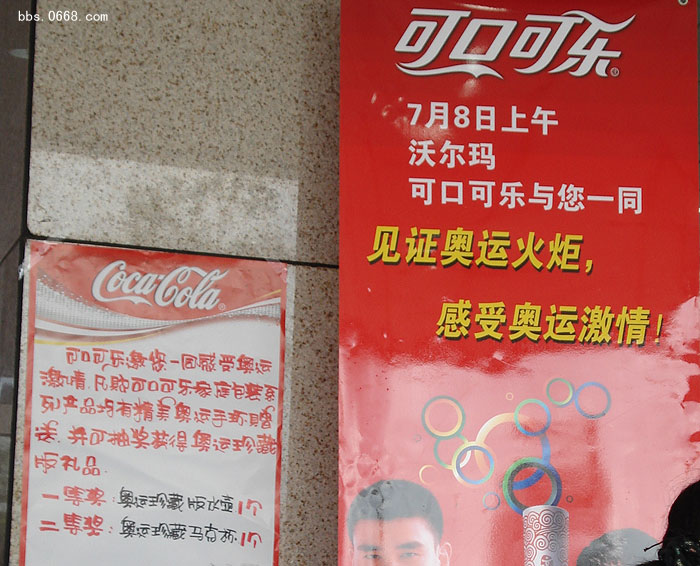 bbs.0668.com
可口可乐
7月8日上午
沃尔玛
可口可乐与您一同
见证奥运火炬，
感受奥运激情！
Coca-Cola
可口可乐邀您一同感受奥运
激情,凡购可口可乐家庭包装系
列产品均有精美奥运手环赠
送.并可抽奖获得奥运珍藏
版礼品.
一等奖:奥运珍藏版水壶1个
二等奖:奥运珍藏马克杯1个